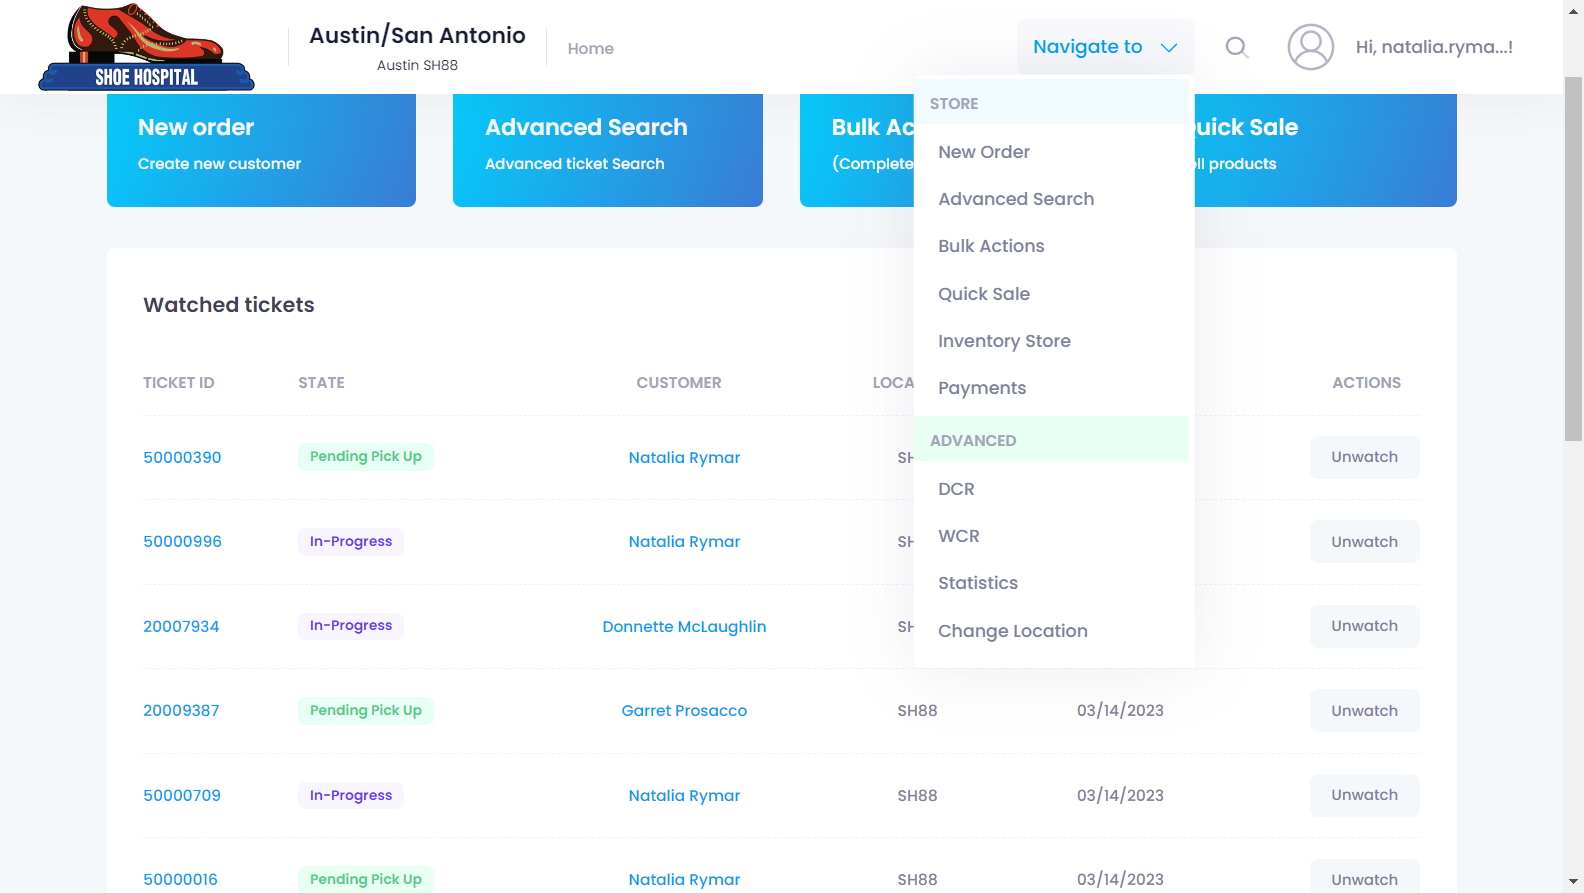 SHOE HOSPITAL
Austin/San Antonio
Austin SH88
Home
Navigate to
Hi, natalia.ryma...!
New order
Create new customer
Advanced Search
Advanced ticket Search
Bulk Ac
(Complete
uick Sale
ll products
STORE
New Order
Advanced Search
Bulk Actions
Quick Sale
Inventory Store
Payments
ADVANCED
DCR
WCR
Statistics
Change Location
Watched tickets
TICKET ID STATE CUSTOMER LOCA ACTIONS
50000390 Pending Pick Up Natalia Rymar SH Unwatch
50000996 In-Progress Natalia Rymar SH Unwatch
20007934 In-Progress Donnette McLaughlin SH Unwatch
20009387 Pending Pick Up Garret Prosacco SH88 03/14/2023 Unwatch
50000709 In-Progress Natalia Rymar SH88 03/14/2023 Unwatch
50000016 Pending Pick Up Natalia Rymar SH88 03/14/2023 Unwatch